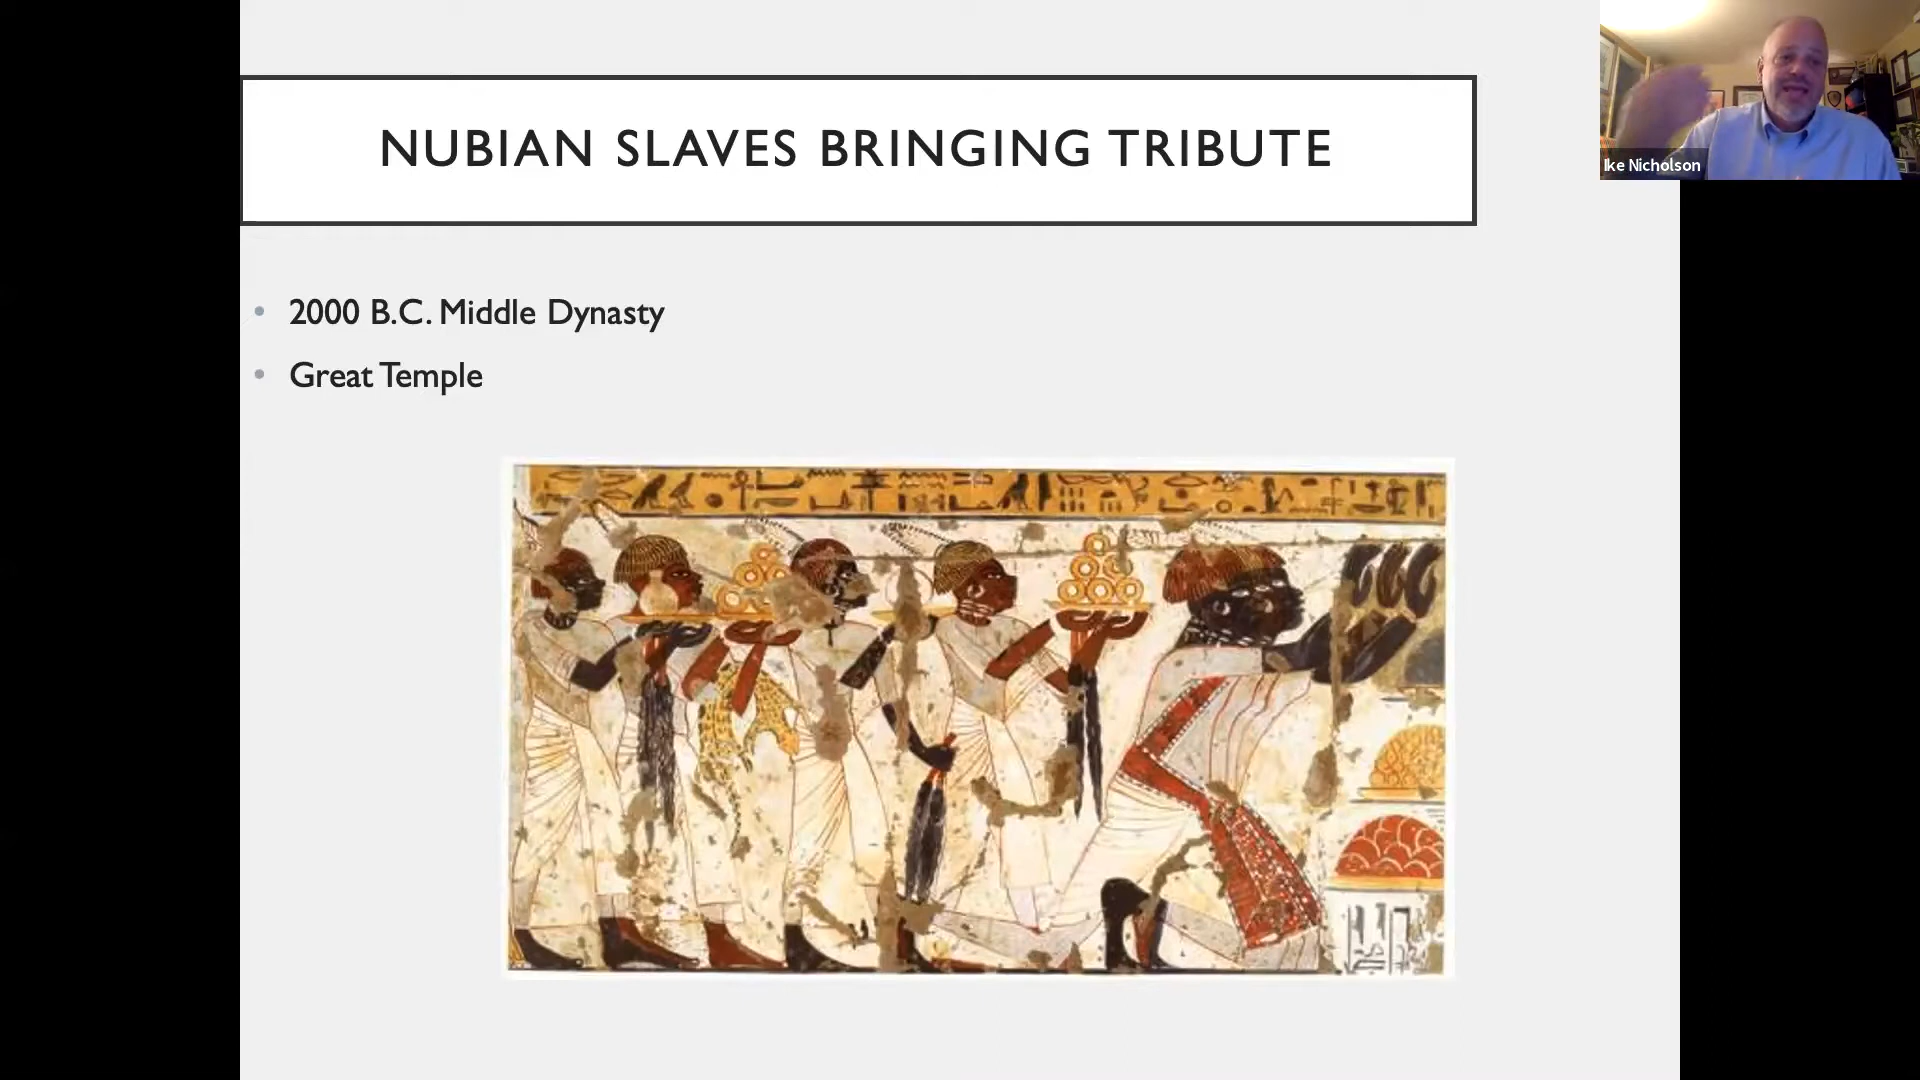 NUBIAN SLAVES BRINGING TRIBUTE
Ike Nicholson
• 2000 B.C. Middle Dynasty
• Great Temple